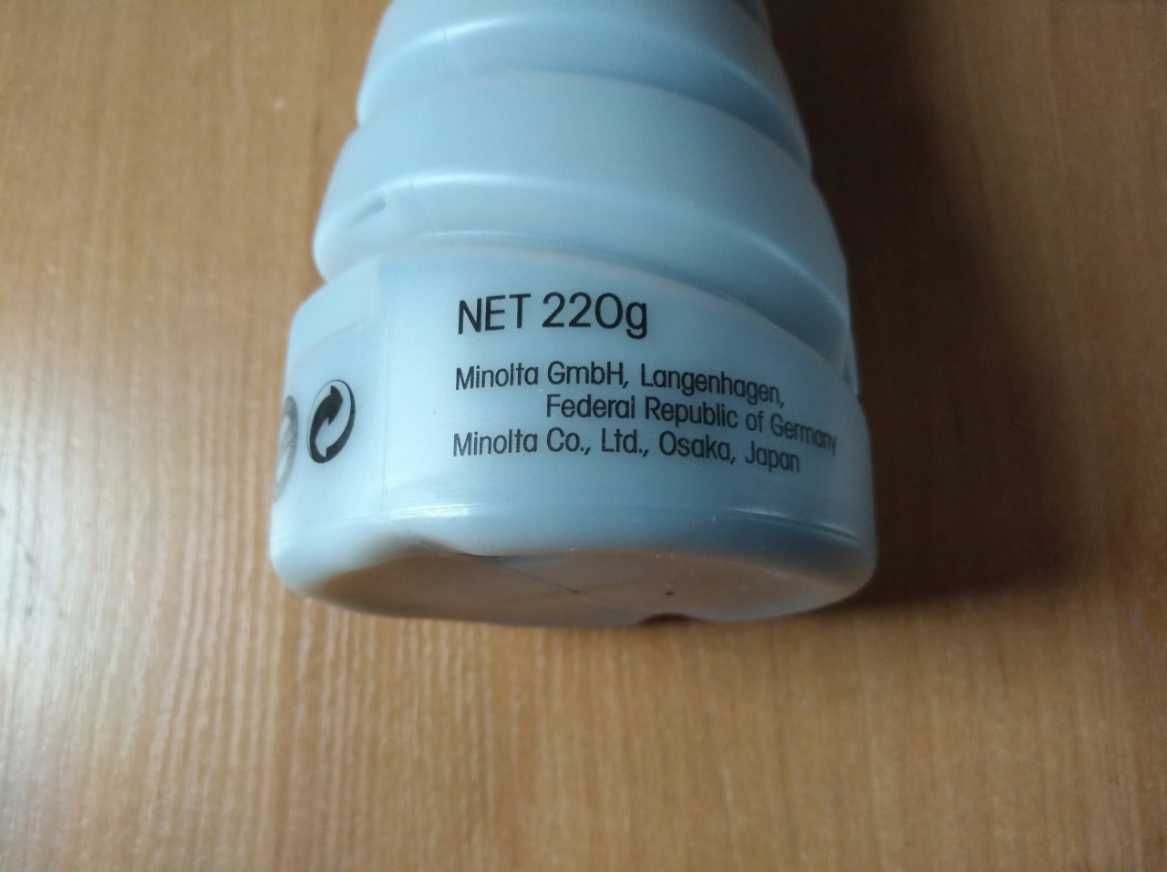 NET 220g
Minolta GmbH, Langenhagen,
Federal Republic of Germany
Minolta Co., Ltd., Osaka, Japan